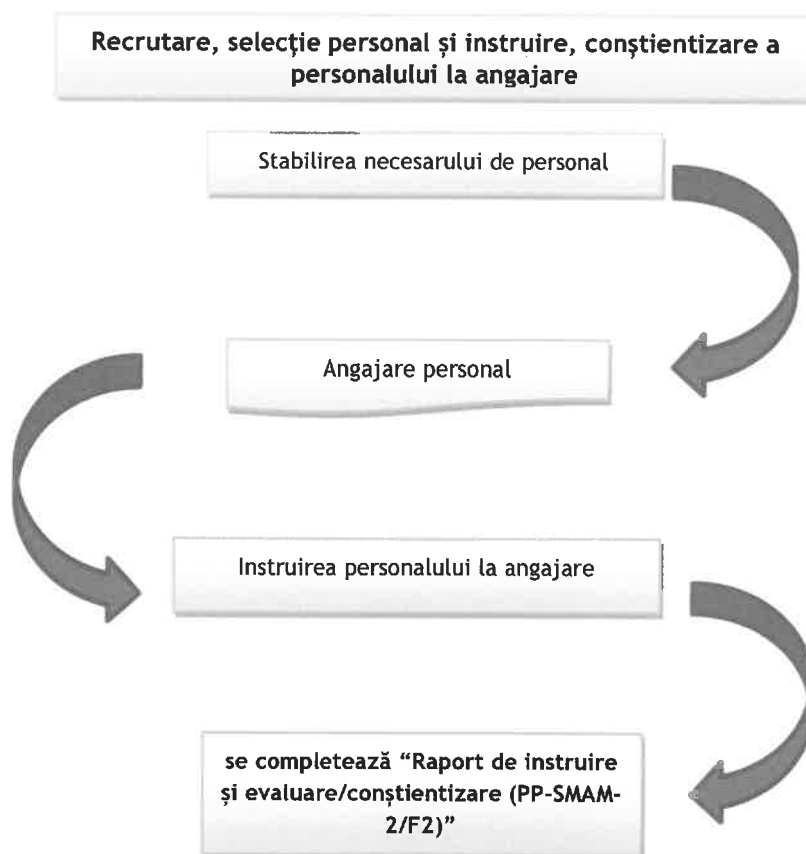 Recrutare, selecție personal și instruire, conștientizare a
personalului la angajare
Stabilirea necesarului de personal
Angajare personal
Instruirea personalului la angajare
se completează “Raport de instruire
și evaluare/conștientizare (PP-SMAM-
2/F2)”